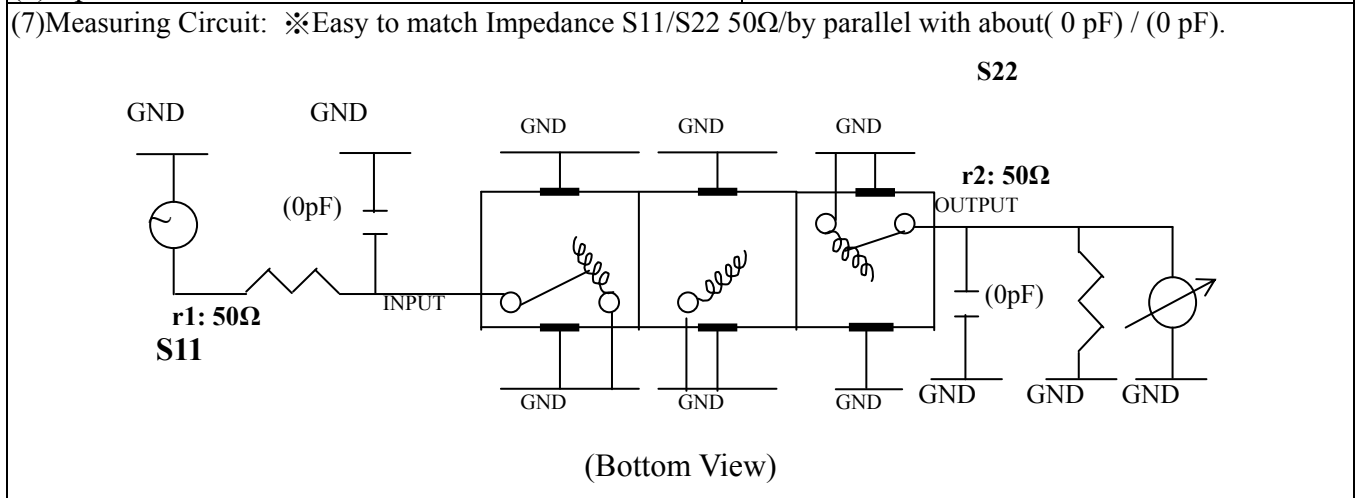 (7)Measuring Circuit: ※Easy to match Impedance S11/S22 50Ω/by parallel with about( 0 pF) / (0 pF).
S22
GND GND GND GND GND
r2: 50Ω
(0pF)
OUTPUT
INPUT
(0pF)
r1: 50Ω
S11
GND GND GND GND GND GND
(Bottom View)